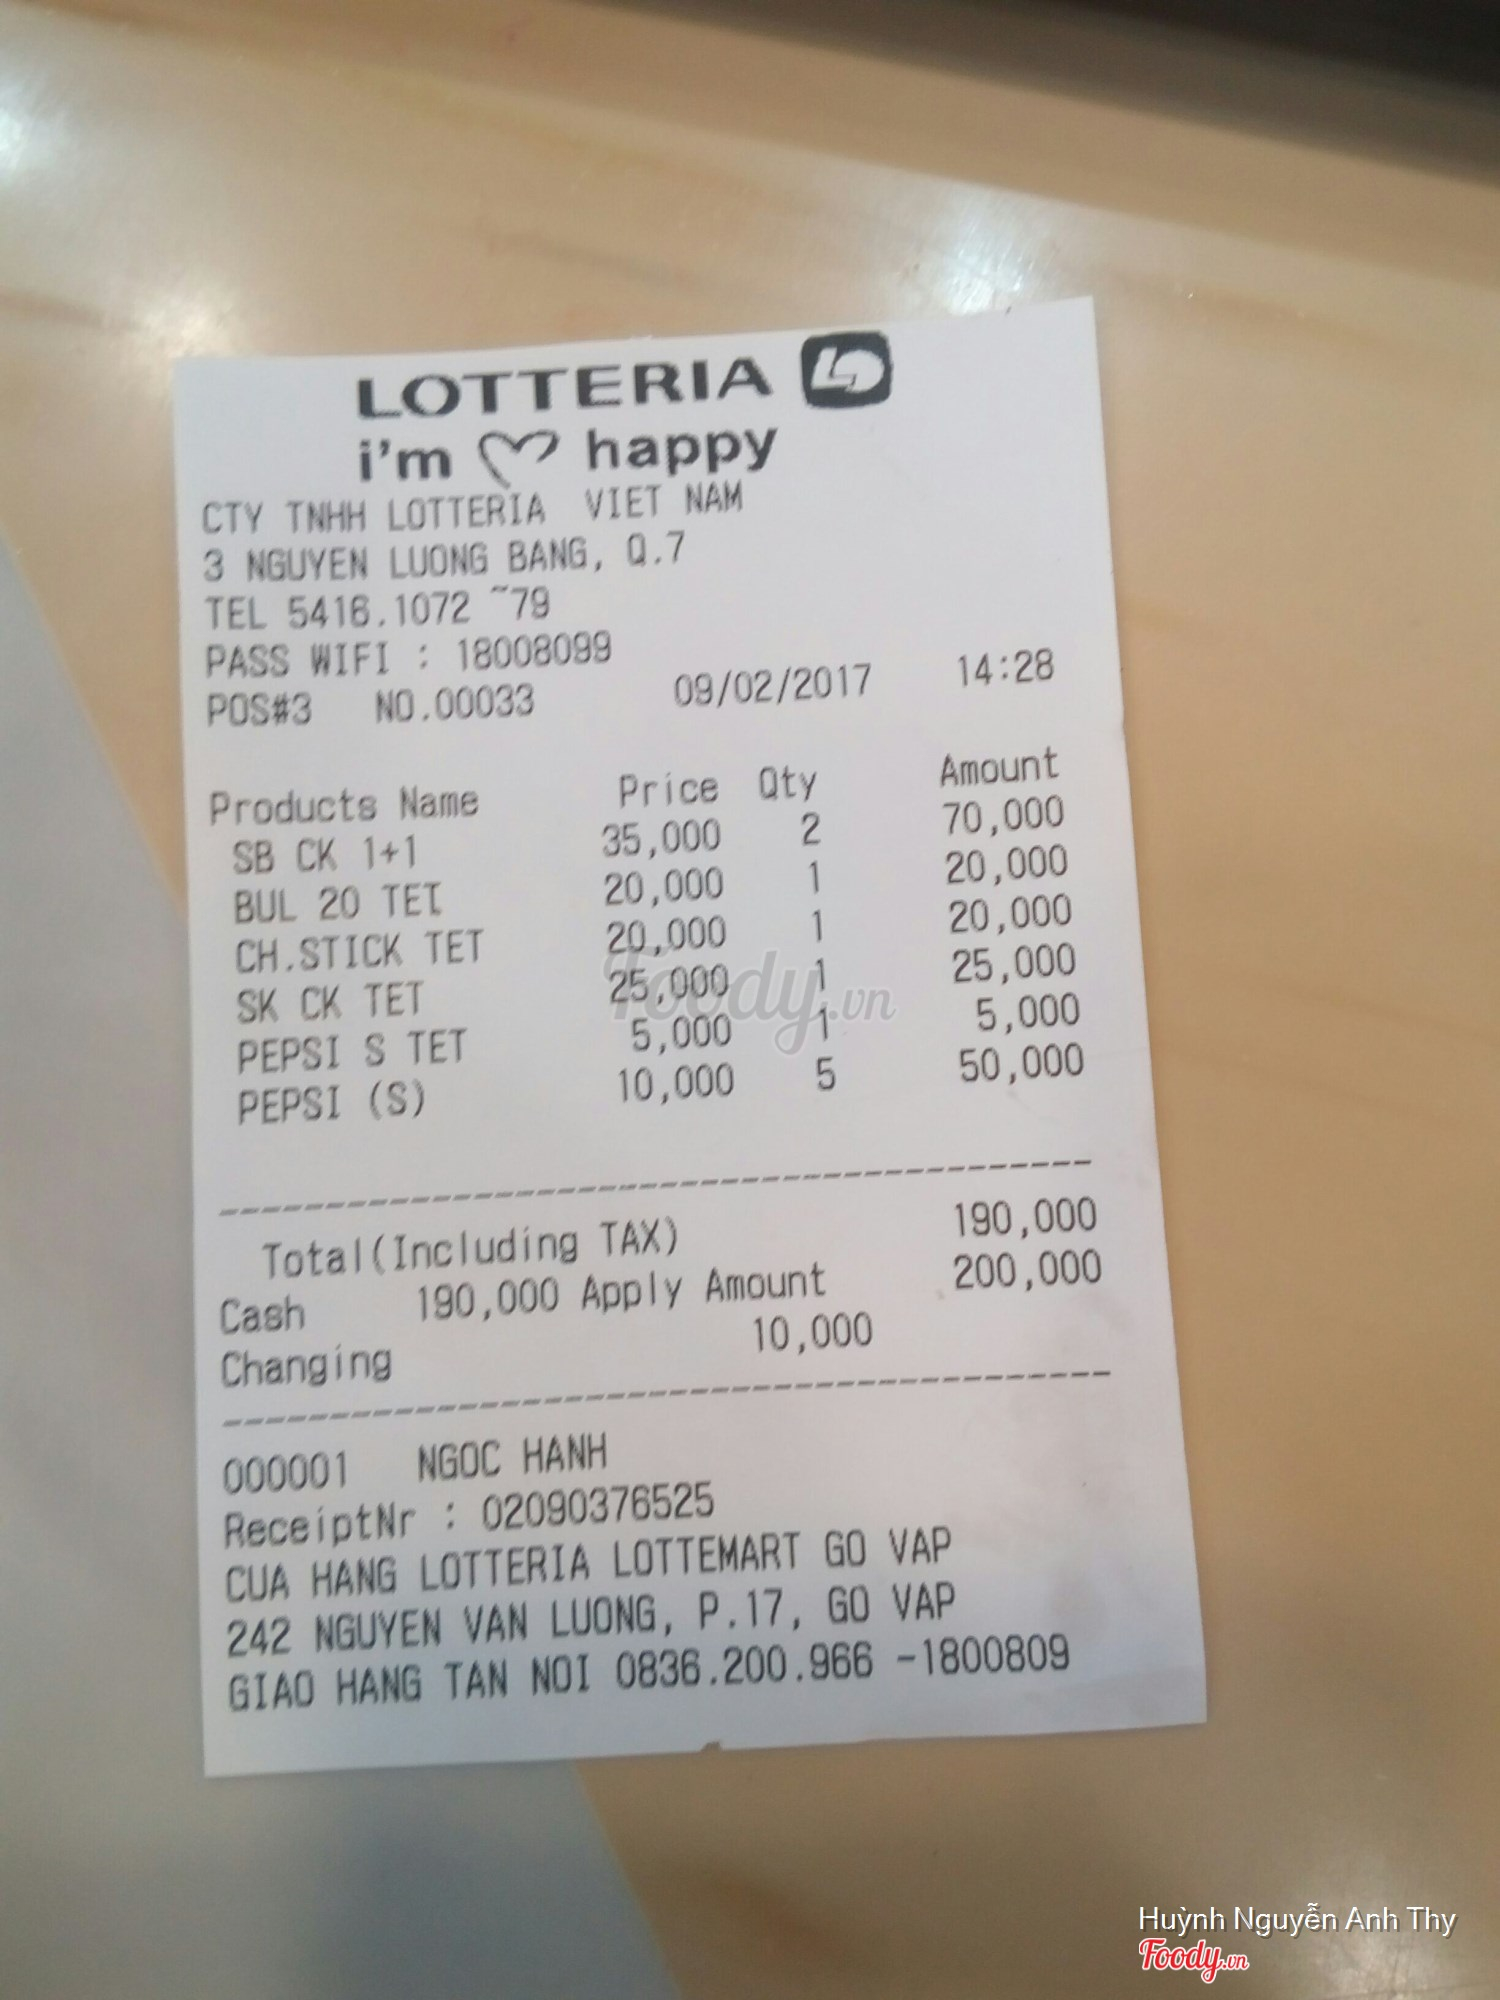 LOTTERIA
i'm happy
CTY TNHH LOTTERIA VIET NAM
3 NGUYEN LUONG BANG, Q.7
TEL 5416.1072 ~79
PASS WIFI : 18008099
POS#3 NO.00033 09/02/2017 14:28
Products Name Price Qty Amount
SB CK 1+1 35,000 2 70,000
BUL 20 TET 20,000 1 20,000
CH.STICK TET 20,000 1 20,000
SK CK TET 25,000 1 25,000
PEPSI S TET 5,000 1 5,000
PEPSI (S) 10,000 5 50,000
Total(Including TAX) 190,000
Cash 190,000 Apply Amount 200,000
Changing 10,000
000001 NGOC HANH
ReceiptNr : 02090376525
CUA HANG LOTTERIA LOTTEMART GO VAP
242 NGUYEN VAN LUONG, P.17, GO VAP
GIAO HANG TAN NOI 0836.200.966 -1800809
Foody.vn
Huỳnh Nguyễn Anh Thy
Foody.vn